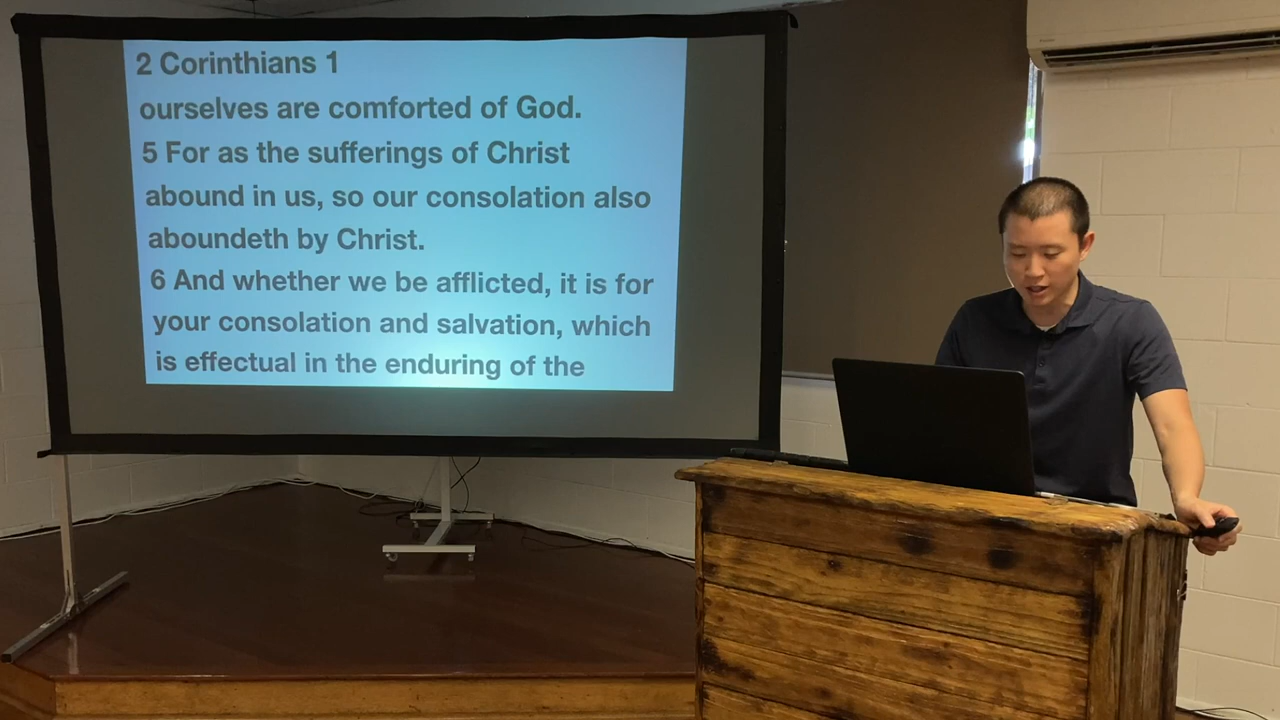 2 Corinthians 1
ourselves are comforted of God.
5 For as the sufferings of Christ
abound in us, so our consolation also
aboundeth by Christ.
6 And whether we be afflicted, it is for
your consolation and salvation, which
is effectual in the enduring of the